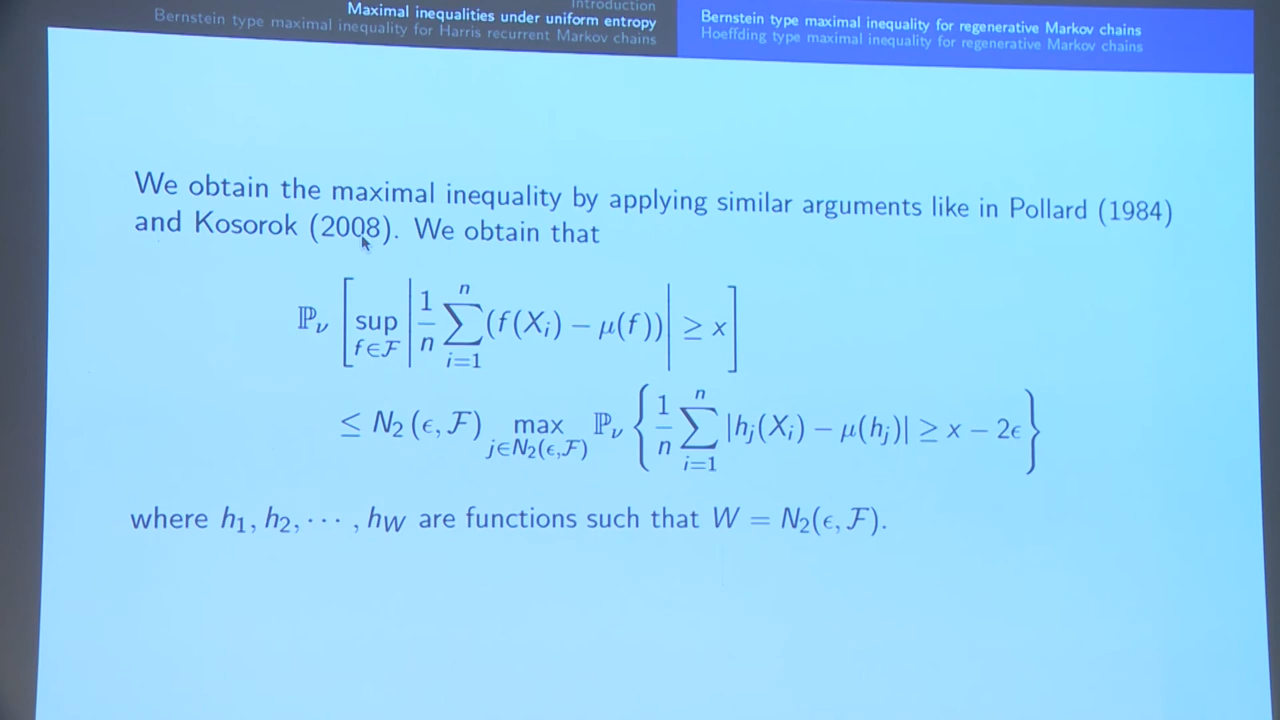 Introduction
Maximal inequalities under uniform entropy
Bernstein type maximal inequality for Harris recurrent Markov chains
Bernstein type maximal inequality for regenerative Markov chains
Hoeffding type maximal inequality for regenerative Markov chains
We obtain the maximal inequality by applying similar arguments like in Pollard (1984)
and Kosorok (2008). We obtain that
ℙ_ν [ sup_{f∈ℱ} | 1/n ∑_{i=1}^{n} (f(X_i) − μ(f)) | ≥ x ]
≤ N_2 (ϵ, ℱ) max_{j∈N_2(ϵ,ℱ)} ℙ_ν { 1/n ∑_{i=1}^{n} |h_j(X_i) − μ(h_j)| ≥ x − 2ϵ }
where h_1, h_2, ⋯ , h_W are functions such that W = N_2(ϵ, ℱ).